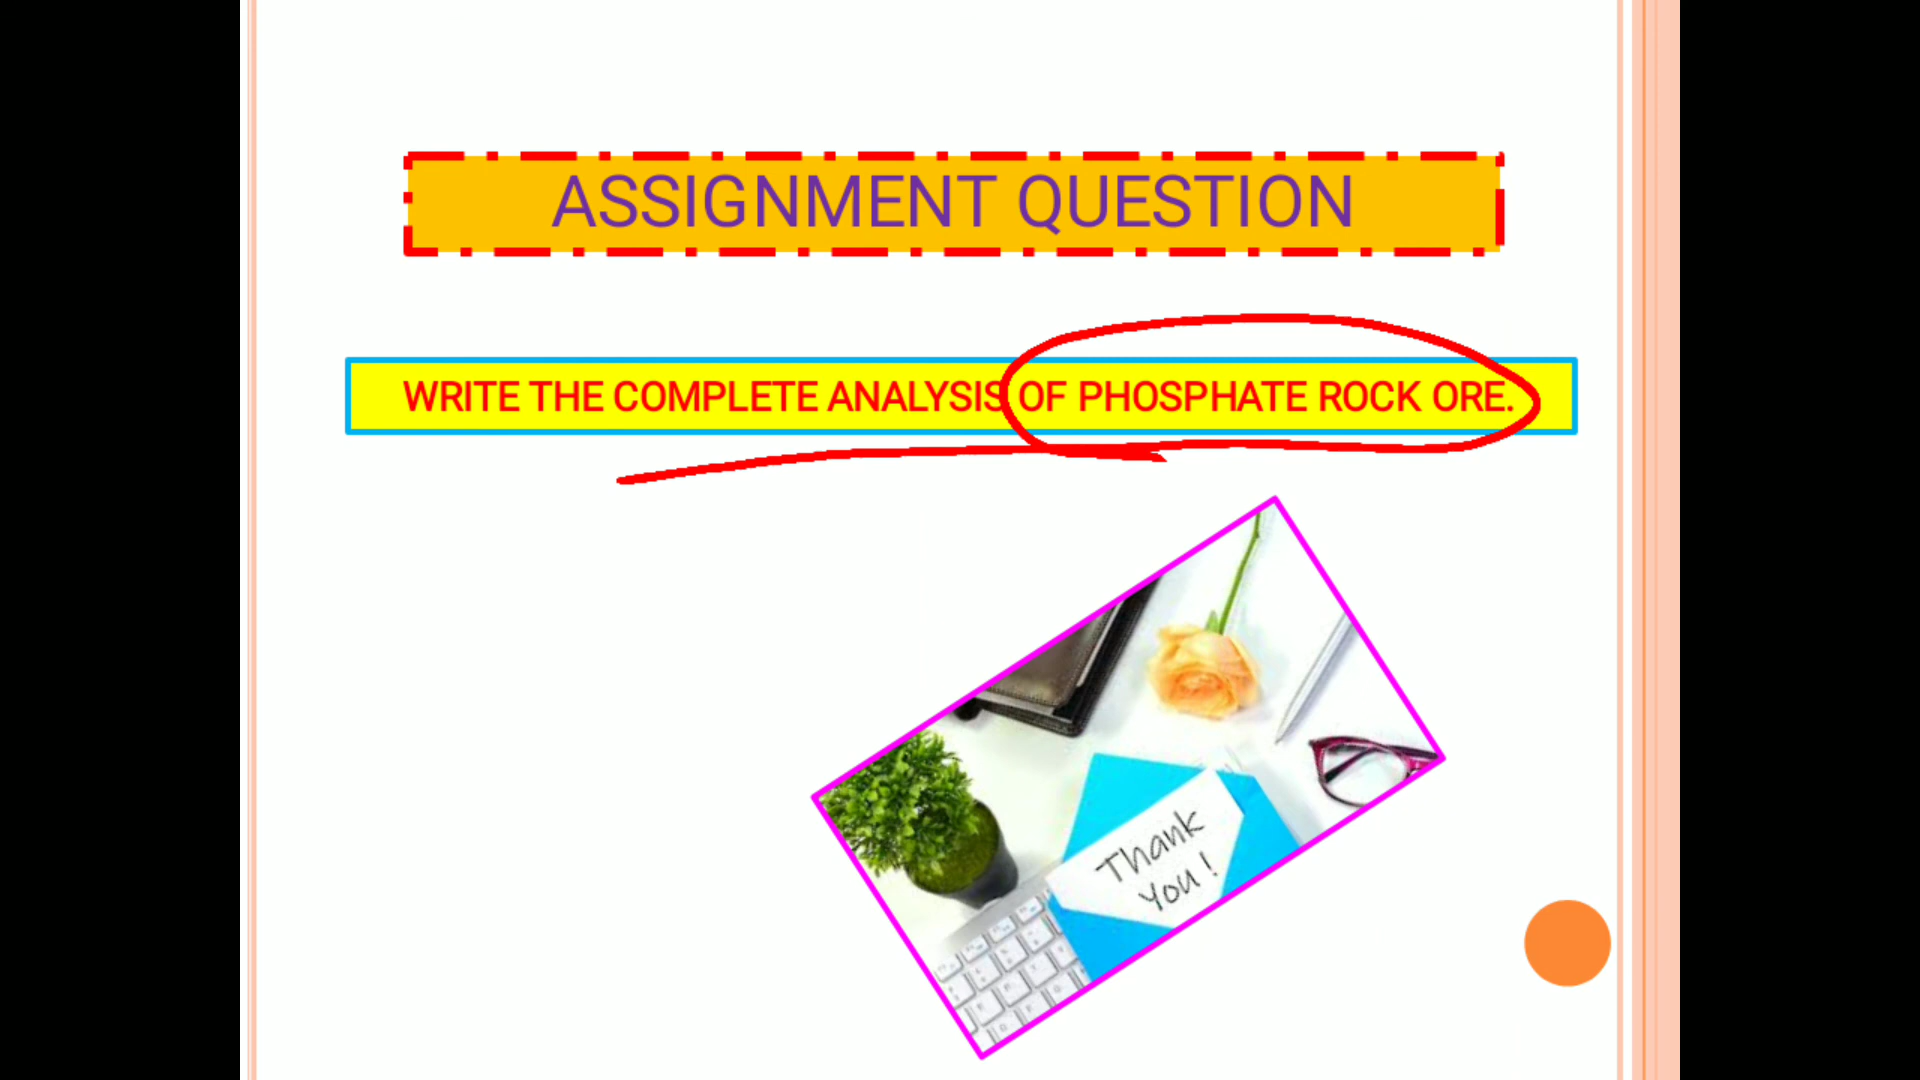 ASSIGNMENT QUESTION
WRITE THE COMPLETE ANALYSIS OF PHOSPHATE ROCK ORE.
Thank
You!